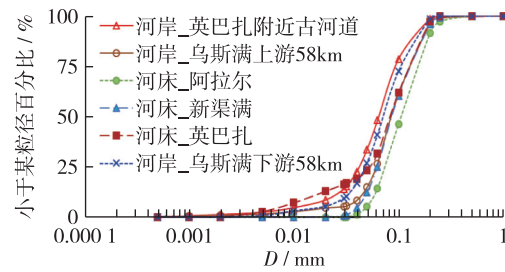 小于某粒径百分比 / %
100
75
50
25
0
河岸_英巴扎附近古河道
河岸_乌斯满上游58km
河床_阿拉尔
河床_新渠满
河床_英巴扎
河岸_乌斯满下游58km
0.000 1
0.001
0.01
0.1
1
D / mm